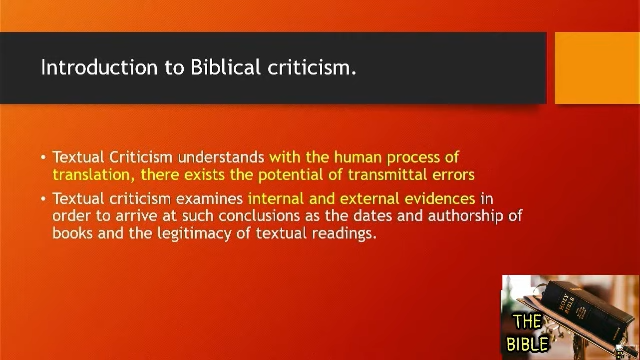 Introduction to Biblical criticism.
• Textual Criticism understands with the human process of
translation, there exists the potential of transmittal errors
• Textual criticism examines internal and external evidences in
order to arrive at such conclusions as the dates and authorship of
books and the legitimacy of textual readings.
HOLY
BIBLE
THE
BIBLE